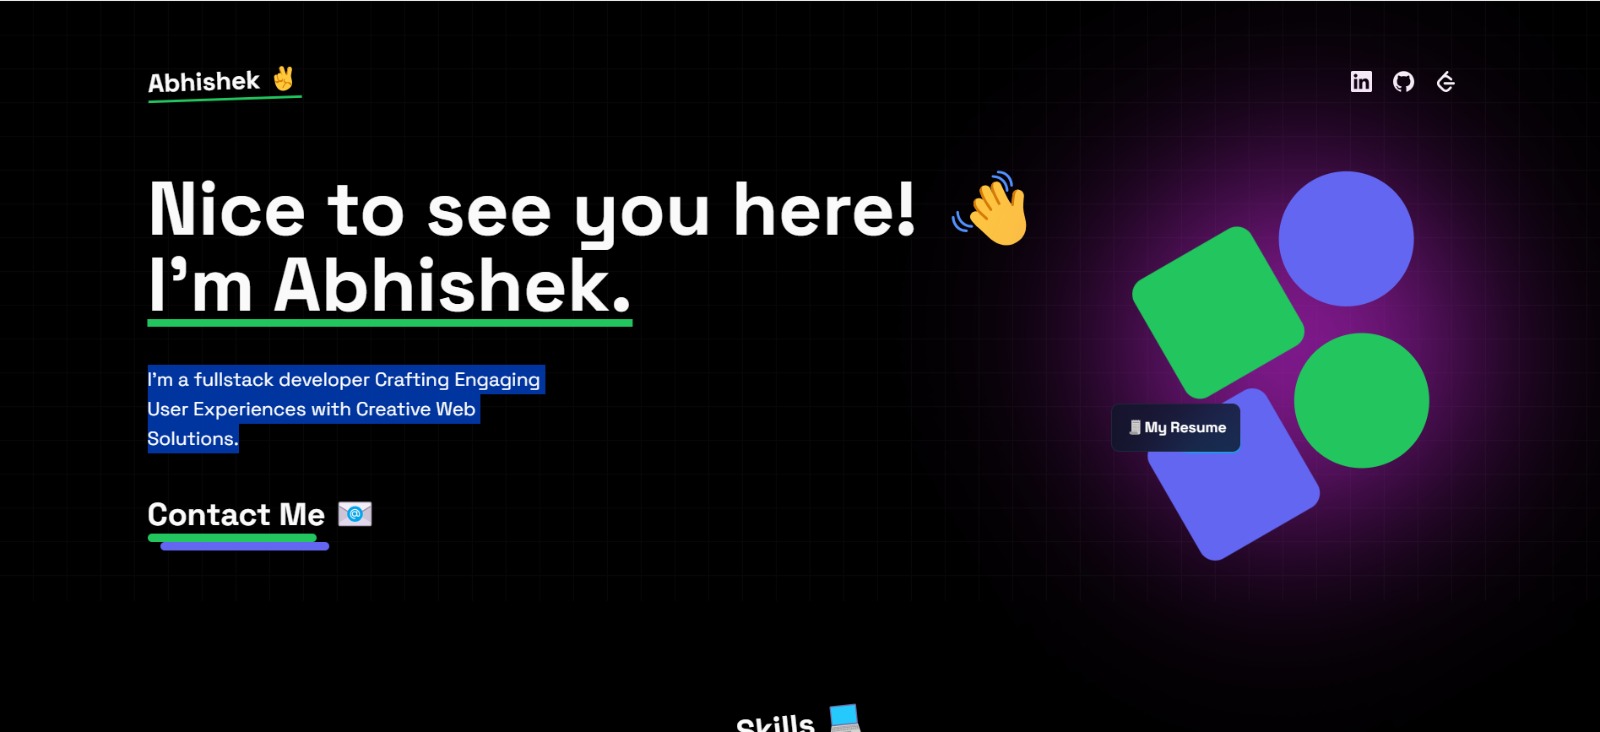 Abhishek ✌️
Nice to see you here! 👋
I'm Abhishek.
I'm a fullstack developer Crafting Engaging
User Experiences with Creative Web
Solutions.
My Resume
Contact Me 📧
Skills